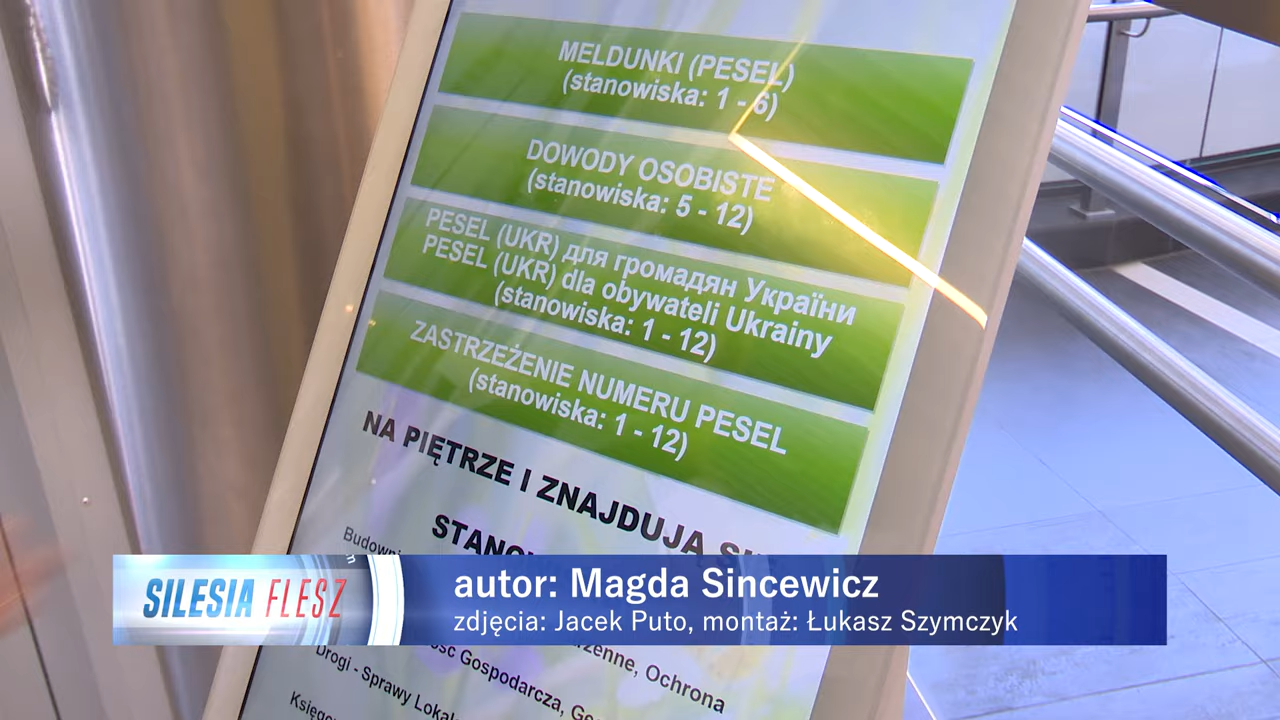 MELDUNKI (PESEL)
(stanowiska: 1 - 6)
DOWODY OSOBISTE
(stanowiska: 5 - 12)
PESEL (UKR) для громадян України
PESEL (UKR) dla obywateli Ukrainy
(stanowiska: 1 - 12)
ZASTRZEŻENIE NUMERU PESEL
(stanowiska: 1 - 12)
NA PIĘTRZE I ZNAJDUJĄ
SILESIA FLESZ
autor: Magda Sincewicz
zdjęcia: Jacek Puto, montaż: Łukasz Szymczyk
Ochrona
Gospodarcza,
Drogi - Sprawy